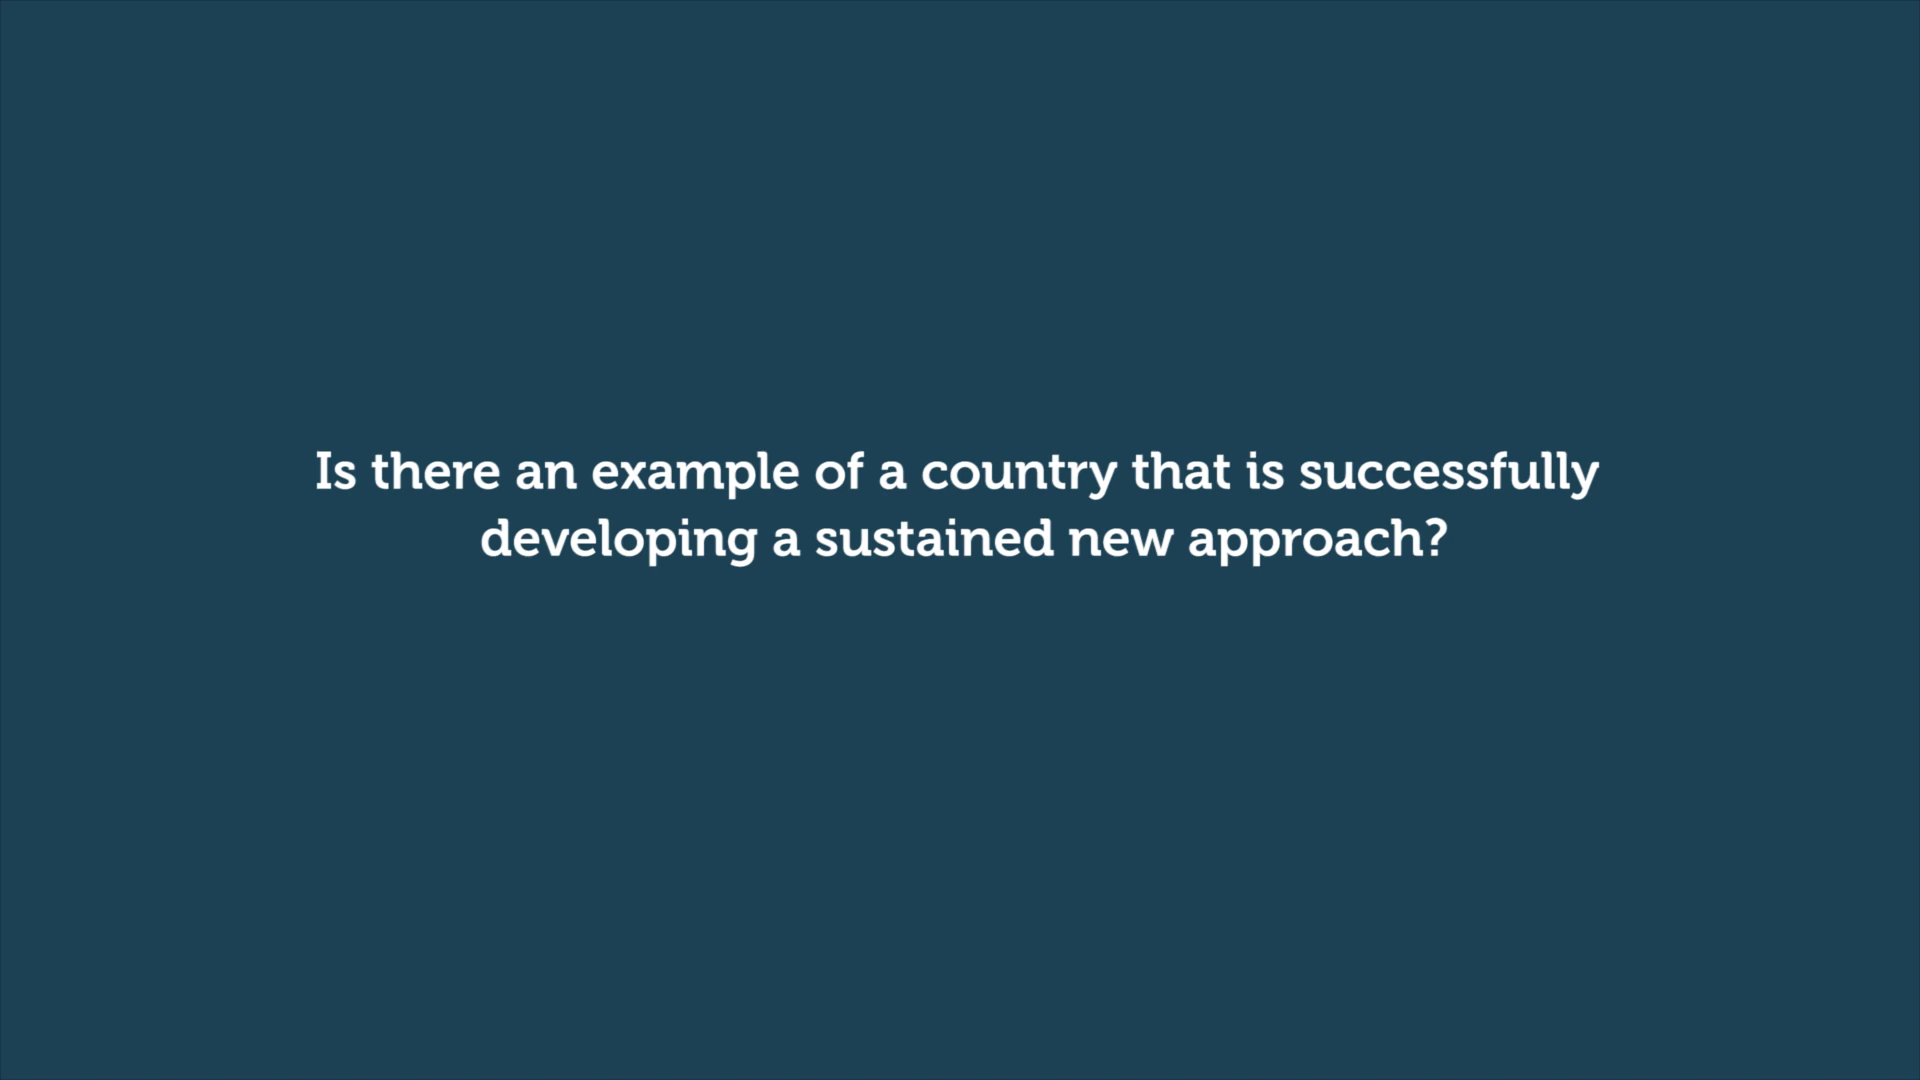 Is there an example of a country that is successfully
developing a sustained new approach?